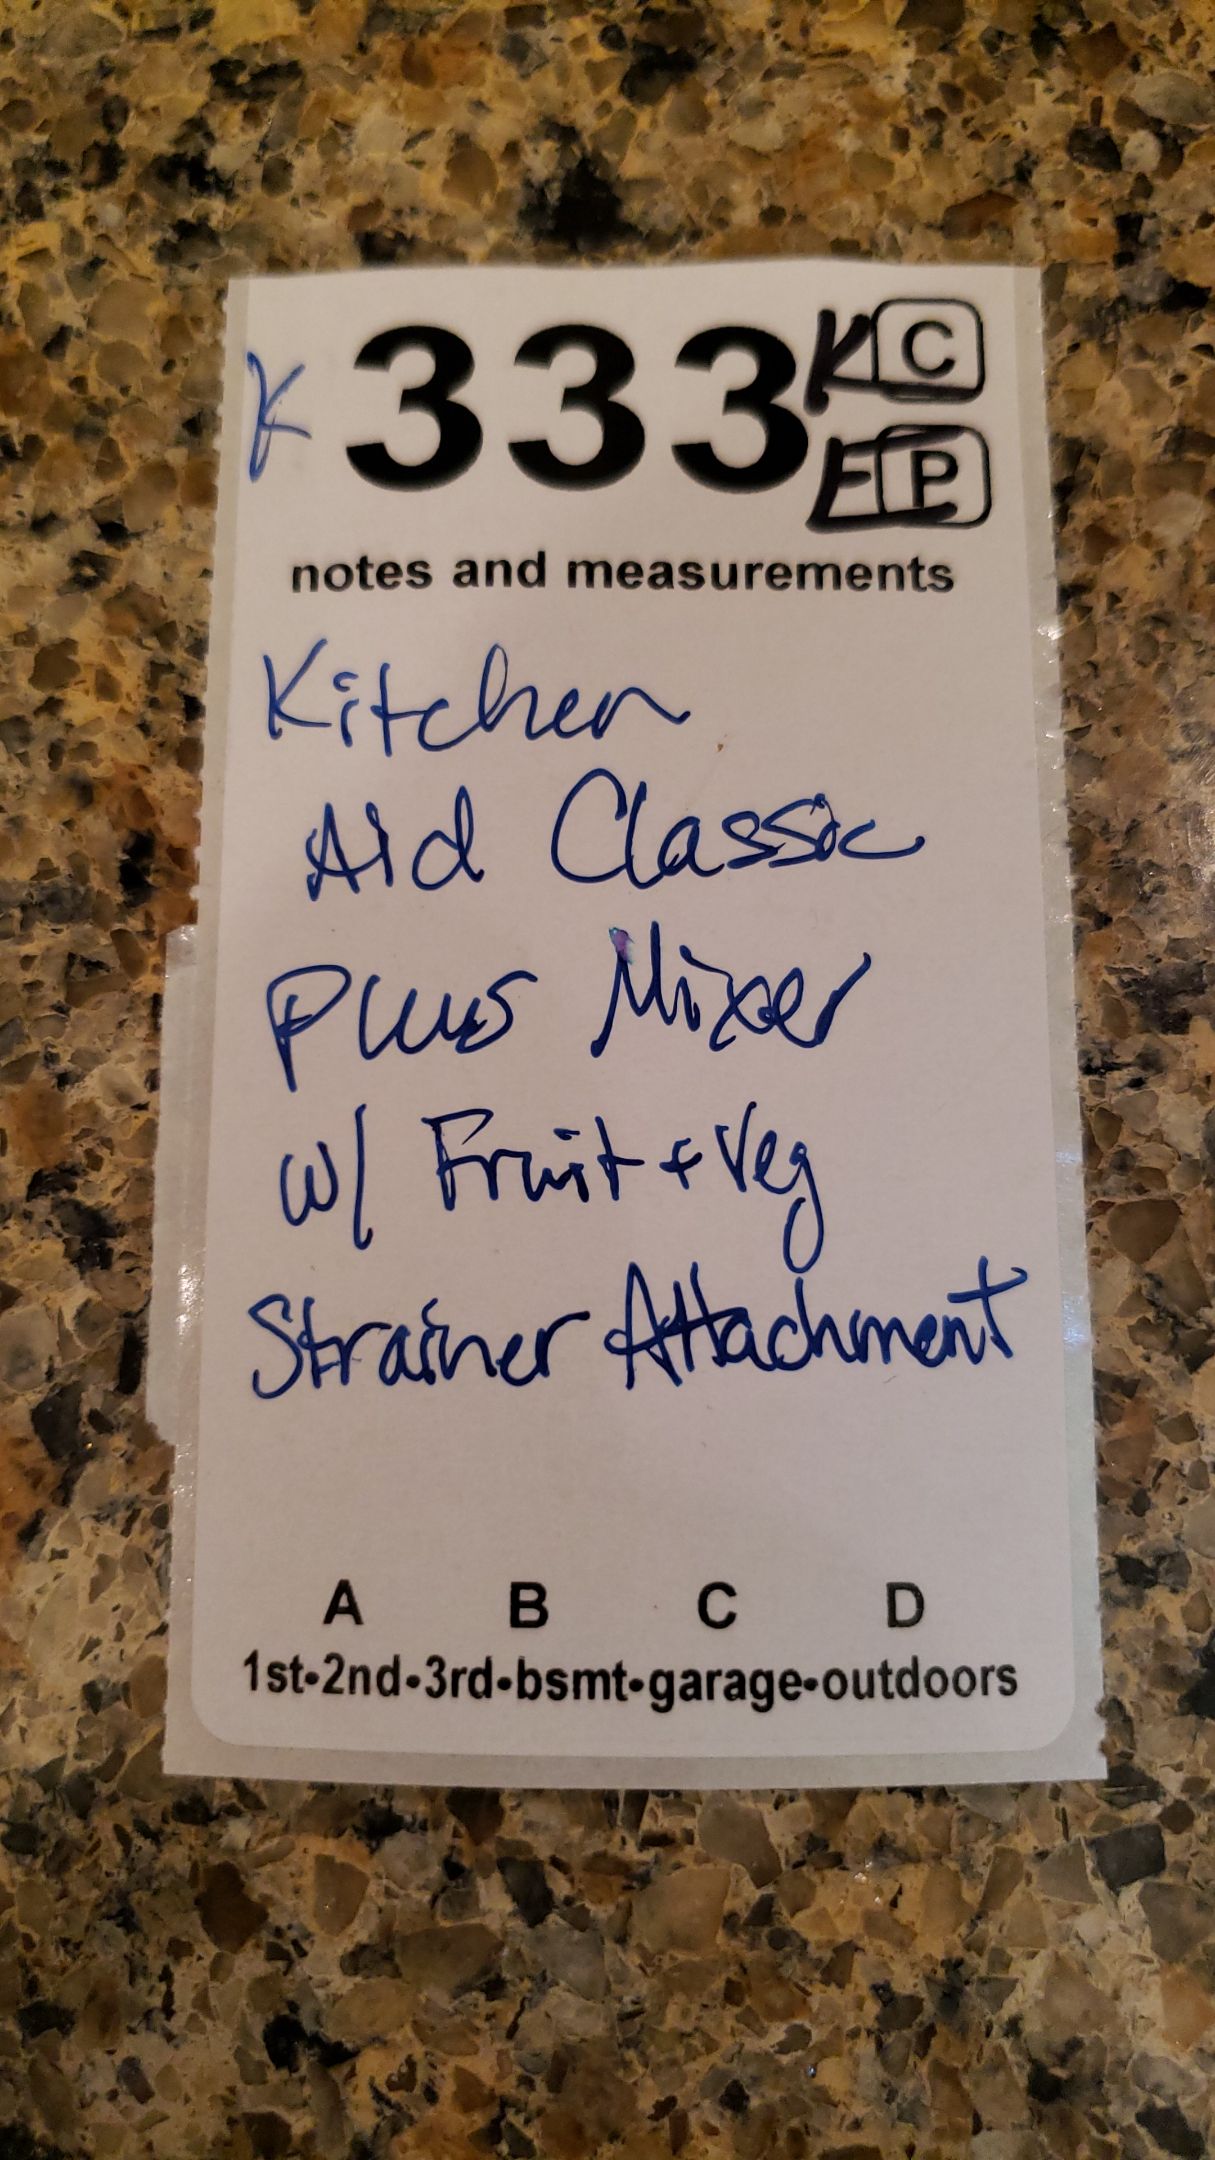 K 333 K C
E P
notes and measurements
Kitchen
Aid Classic
Plus Mixer
w/ Fruit + Veg
Strainer Attachment
A B C D
1st•2nd•3rd•bsmt•garage•outdoors